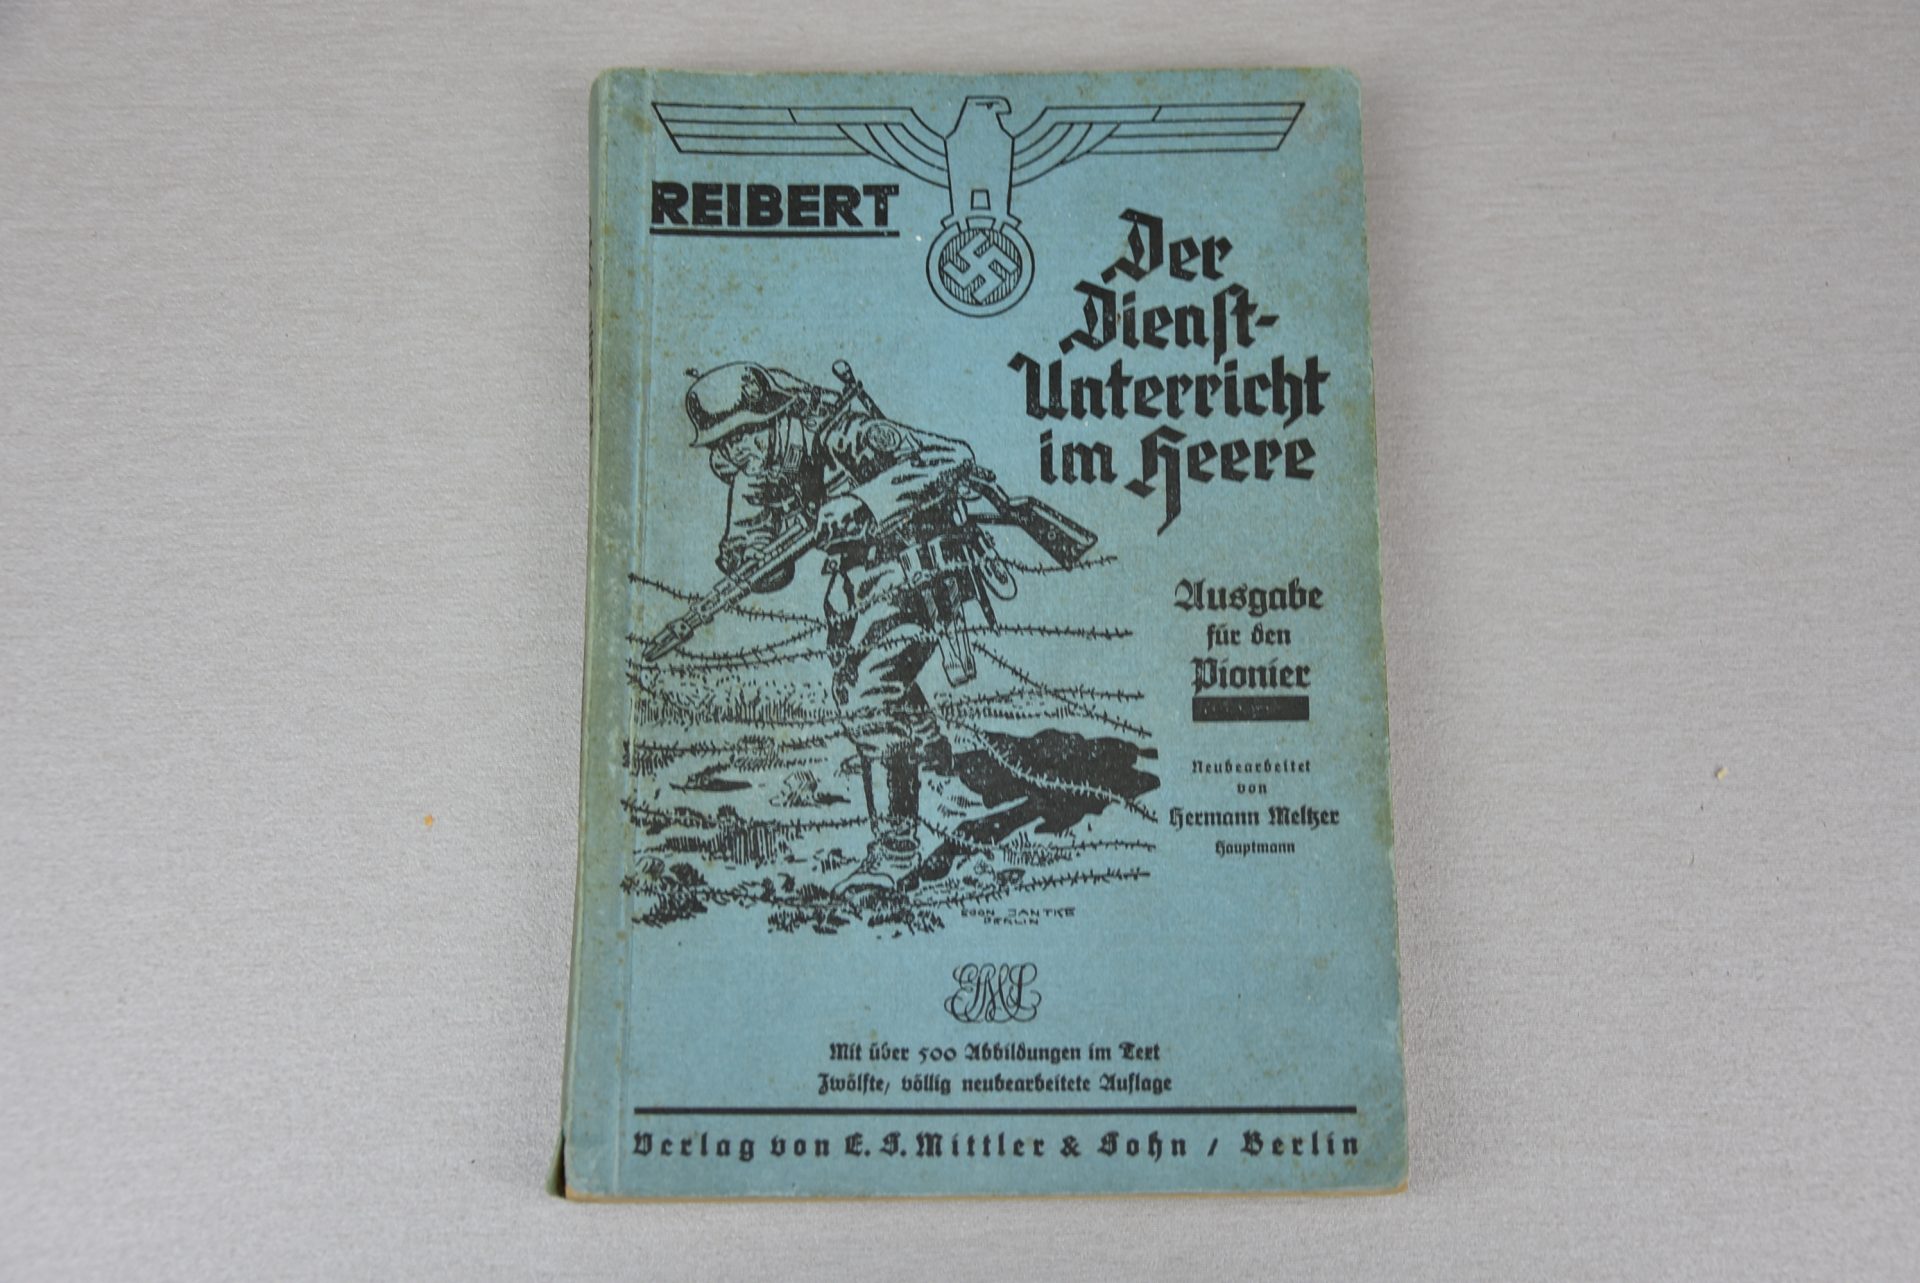 REIBERT
Der
Dienst-
Unterricht
im Heere
Ausgabe
für den
Pionier
Neubearbeitet
von
Hermann Meltzer
Hauptmann
EGON JANTKE
BERLIN
Mit über 500 Abbildungen im Text
Zwölfte, völlig neubearbeitete Auflage
Verlag von E. S. Mittler & Sohn / Berlin